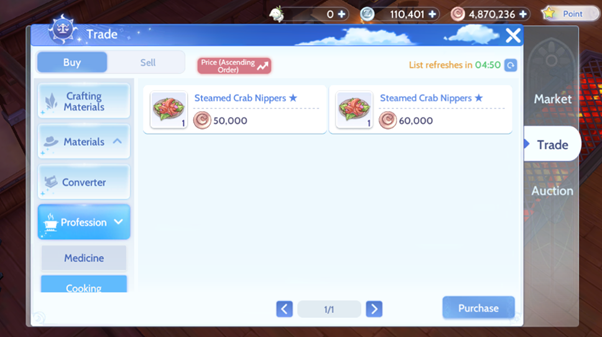 0
110,401
4,870,236
Point
Trade
Buy
Sell
Price (Ascending
Order)
List refreshes in 04:50
Crafting
Materials
Materials
Converter
Profession
Medicine
Cooking
Steamed Crab Nippers ★
1
50,000
Steamed Crab Nippers ★
1
60,000
1/1
Purchase
Market
Trade
Auction